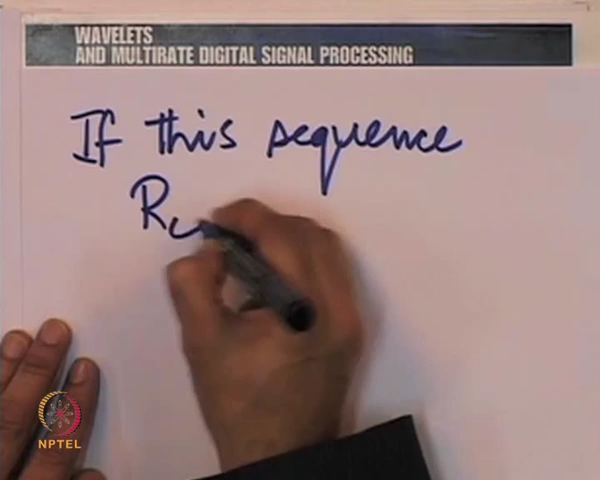 WAVELETS
AND MULTIRATE DIGITAL SIGNAL PROCESSING
If this sequence
R
NPTEL